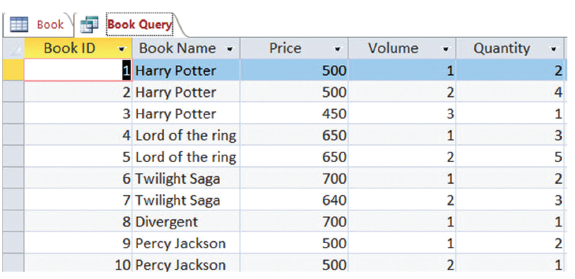 Book Book Query
Book ID Book Name Price Volume Quantity
1 Harry Potter 500 1 2
2 Harry Potter 500 2 4
3 Harry Potter 450 3 1
4 Lord of the ring 650 1 3
5 Lord of the ring 650 2 5
6 Twilight Saga 700 1 2
7 Twilight Saga 640 2 3
8 Divergent 700 1 1
9 Percy Jackson 500 1 2
10 Percy Jackson 500 2 1